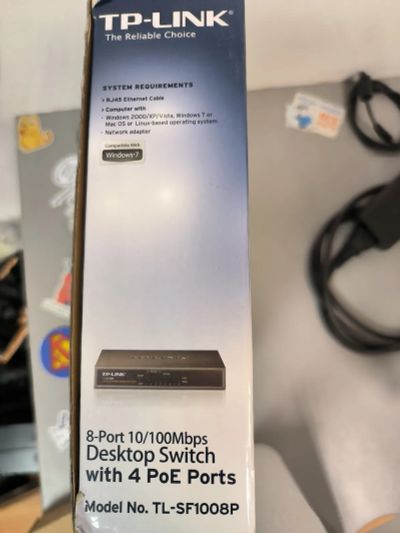 TP-LINK®
The Reliable Choice
SYSTEM REQUIREMENTS
› RJ45 Ethernet Cable
› Computer with
- Windows 2000/XP/Vista, Windows 7 or
Mac OS or Linux-based operating system
- Network adapter
Compatible With
Windows®7
TP-LINK
8-Port 10/100Mbps
Desktop Switch
with 4 PoE Ports
Model No. TL-SF1008P